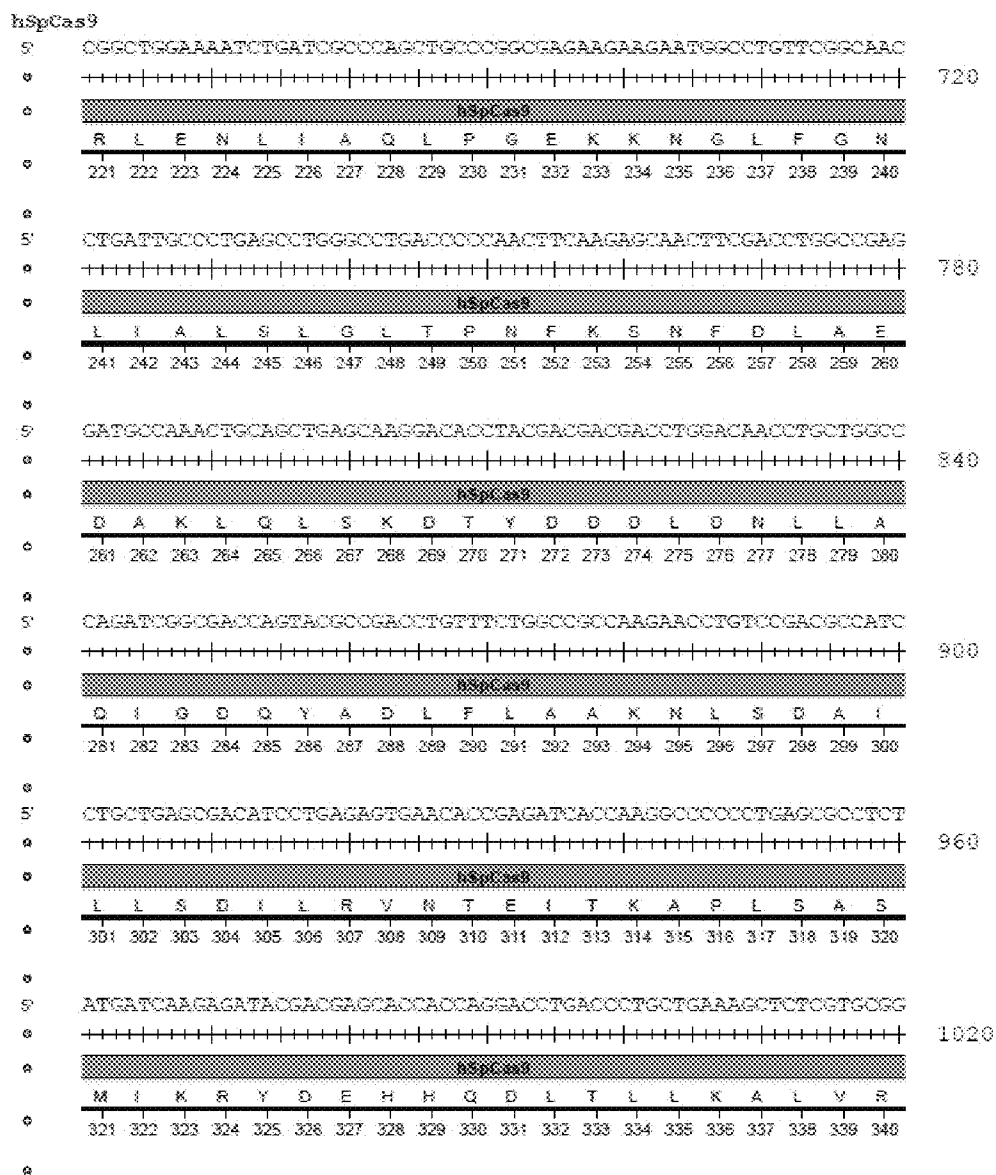 hSpCas9
5' CGGCTGGAAAATCTGATCGCCCAGCTGCCCGGCGAGAAGAAGAATGGCCTGTTCGGCAAC
720
hSpCas9
R L E N L I A Q L P G E K K N G L F G N
221 222 223 224 225 226 227 228 229 230 231 232 233 234 235 236 237 238 239 240
5' CTGATTGCCCTGAGCCTGGGCCTGACCCCCAACTTCAAGAGCAACTTCGACCTGGCCGAG
780
hSpCas9
L I A L S L G L T P N F K S N F D L A E
241 242 243 244 245 246 247 248 249 250 251 252 253 254 255 256 257 258 259 260
5' GATGCCAAACTGCAGCTGAGCAAGGACACCTACGACGACGACCTGGACAACCTGCTGGCC
840
hSpCas9
D A K L Q L S K D T Y D D D L D N L L A
261 262 263 264 265 266 267 268 269 270 271 272 273 274 275 276 277 278 279 280
5' CAGATCGGCGACCAGTACGCCGACCTGTTTCTGGCCGCCAAGAACCTGTCCGACGCCATC
900
hSpCas9
Q I G D Q Y A D L F L A A K N L S D A I
281 282 283 284 285 286 287 288 289 290 291 292 293 294 295 296 297 298 299 300
5' CTGCTGAGCGACATCCTGAGAGTGAACACCGAGATCACCAAGGCCCCCCTGAGCGCCTCT
960
hSpCas9
L L S D I L R V N T E I T K A P L S A S
301 302 303 304 305 306 307 308 309 310 311 312 313 314 315 316 317 318 319 320
5' ATGATCAAGAGATACGACGAGCACCACCAGGACCTGACCCTGCTGAAAGCTCTCGTGCGG
1020
hSpCas9
M I K R Y D E H H Q D L T L L K A L V R
321 322 323 324 325 326 327 328 329 330 331 332 333 334 335 336 337 338 339 340